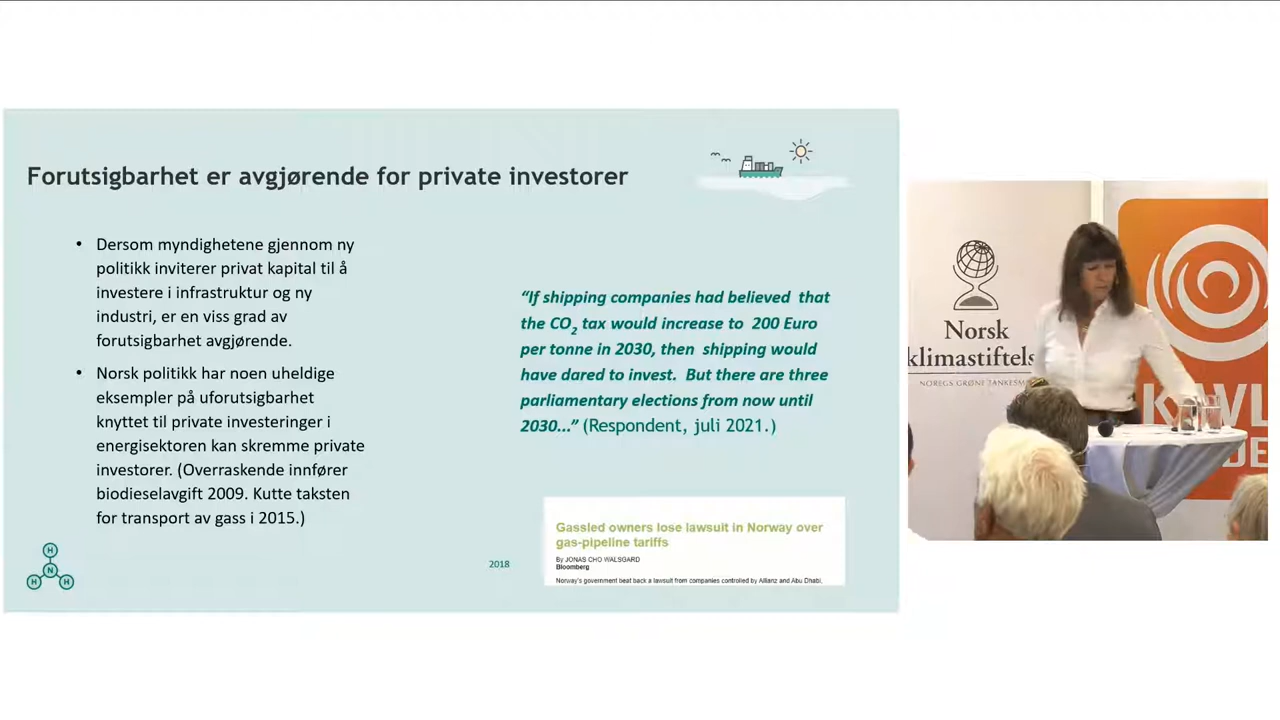 Forutsigbarhet er avgjørende for private investorer
• Dersom myndighetene gjennom ny
politikk inviterer privat kapital til å
investere i infrastruktur og ny
industri, er en viss grad av
forutsigbarhet avgjørende.
• Norsk politikk har noen uheldige
eksempler på uforutsigbarhet
knyttet til private investeringer i
energisektoren kan skremme private
investorer. (Overraskende innfører
biodieselavgift 2009. Kutte taksten
for transport av gass i 2015.)
“If shipping companies had believed that
the CO2 tax would increase to 200 Euro
per tonne in 2030, then shipping would
have dared to invest. But there are three
parliamentary elections from now until
2030...” (Respondent, juli 2021.)
2018
Gassled owners lose lawsuit in Norway over
gas-pipeline tariffs
By JONAS CHO WALSGARD
Bloomberg
Norway's government beat back a lawsuit from companies controlled by Allianz and Abu Dhabi,
H
N
H H
Norsk
klimastiftels
NOREGS GRØNE TANKESM